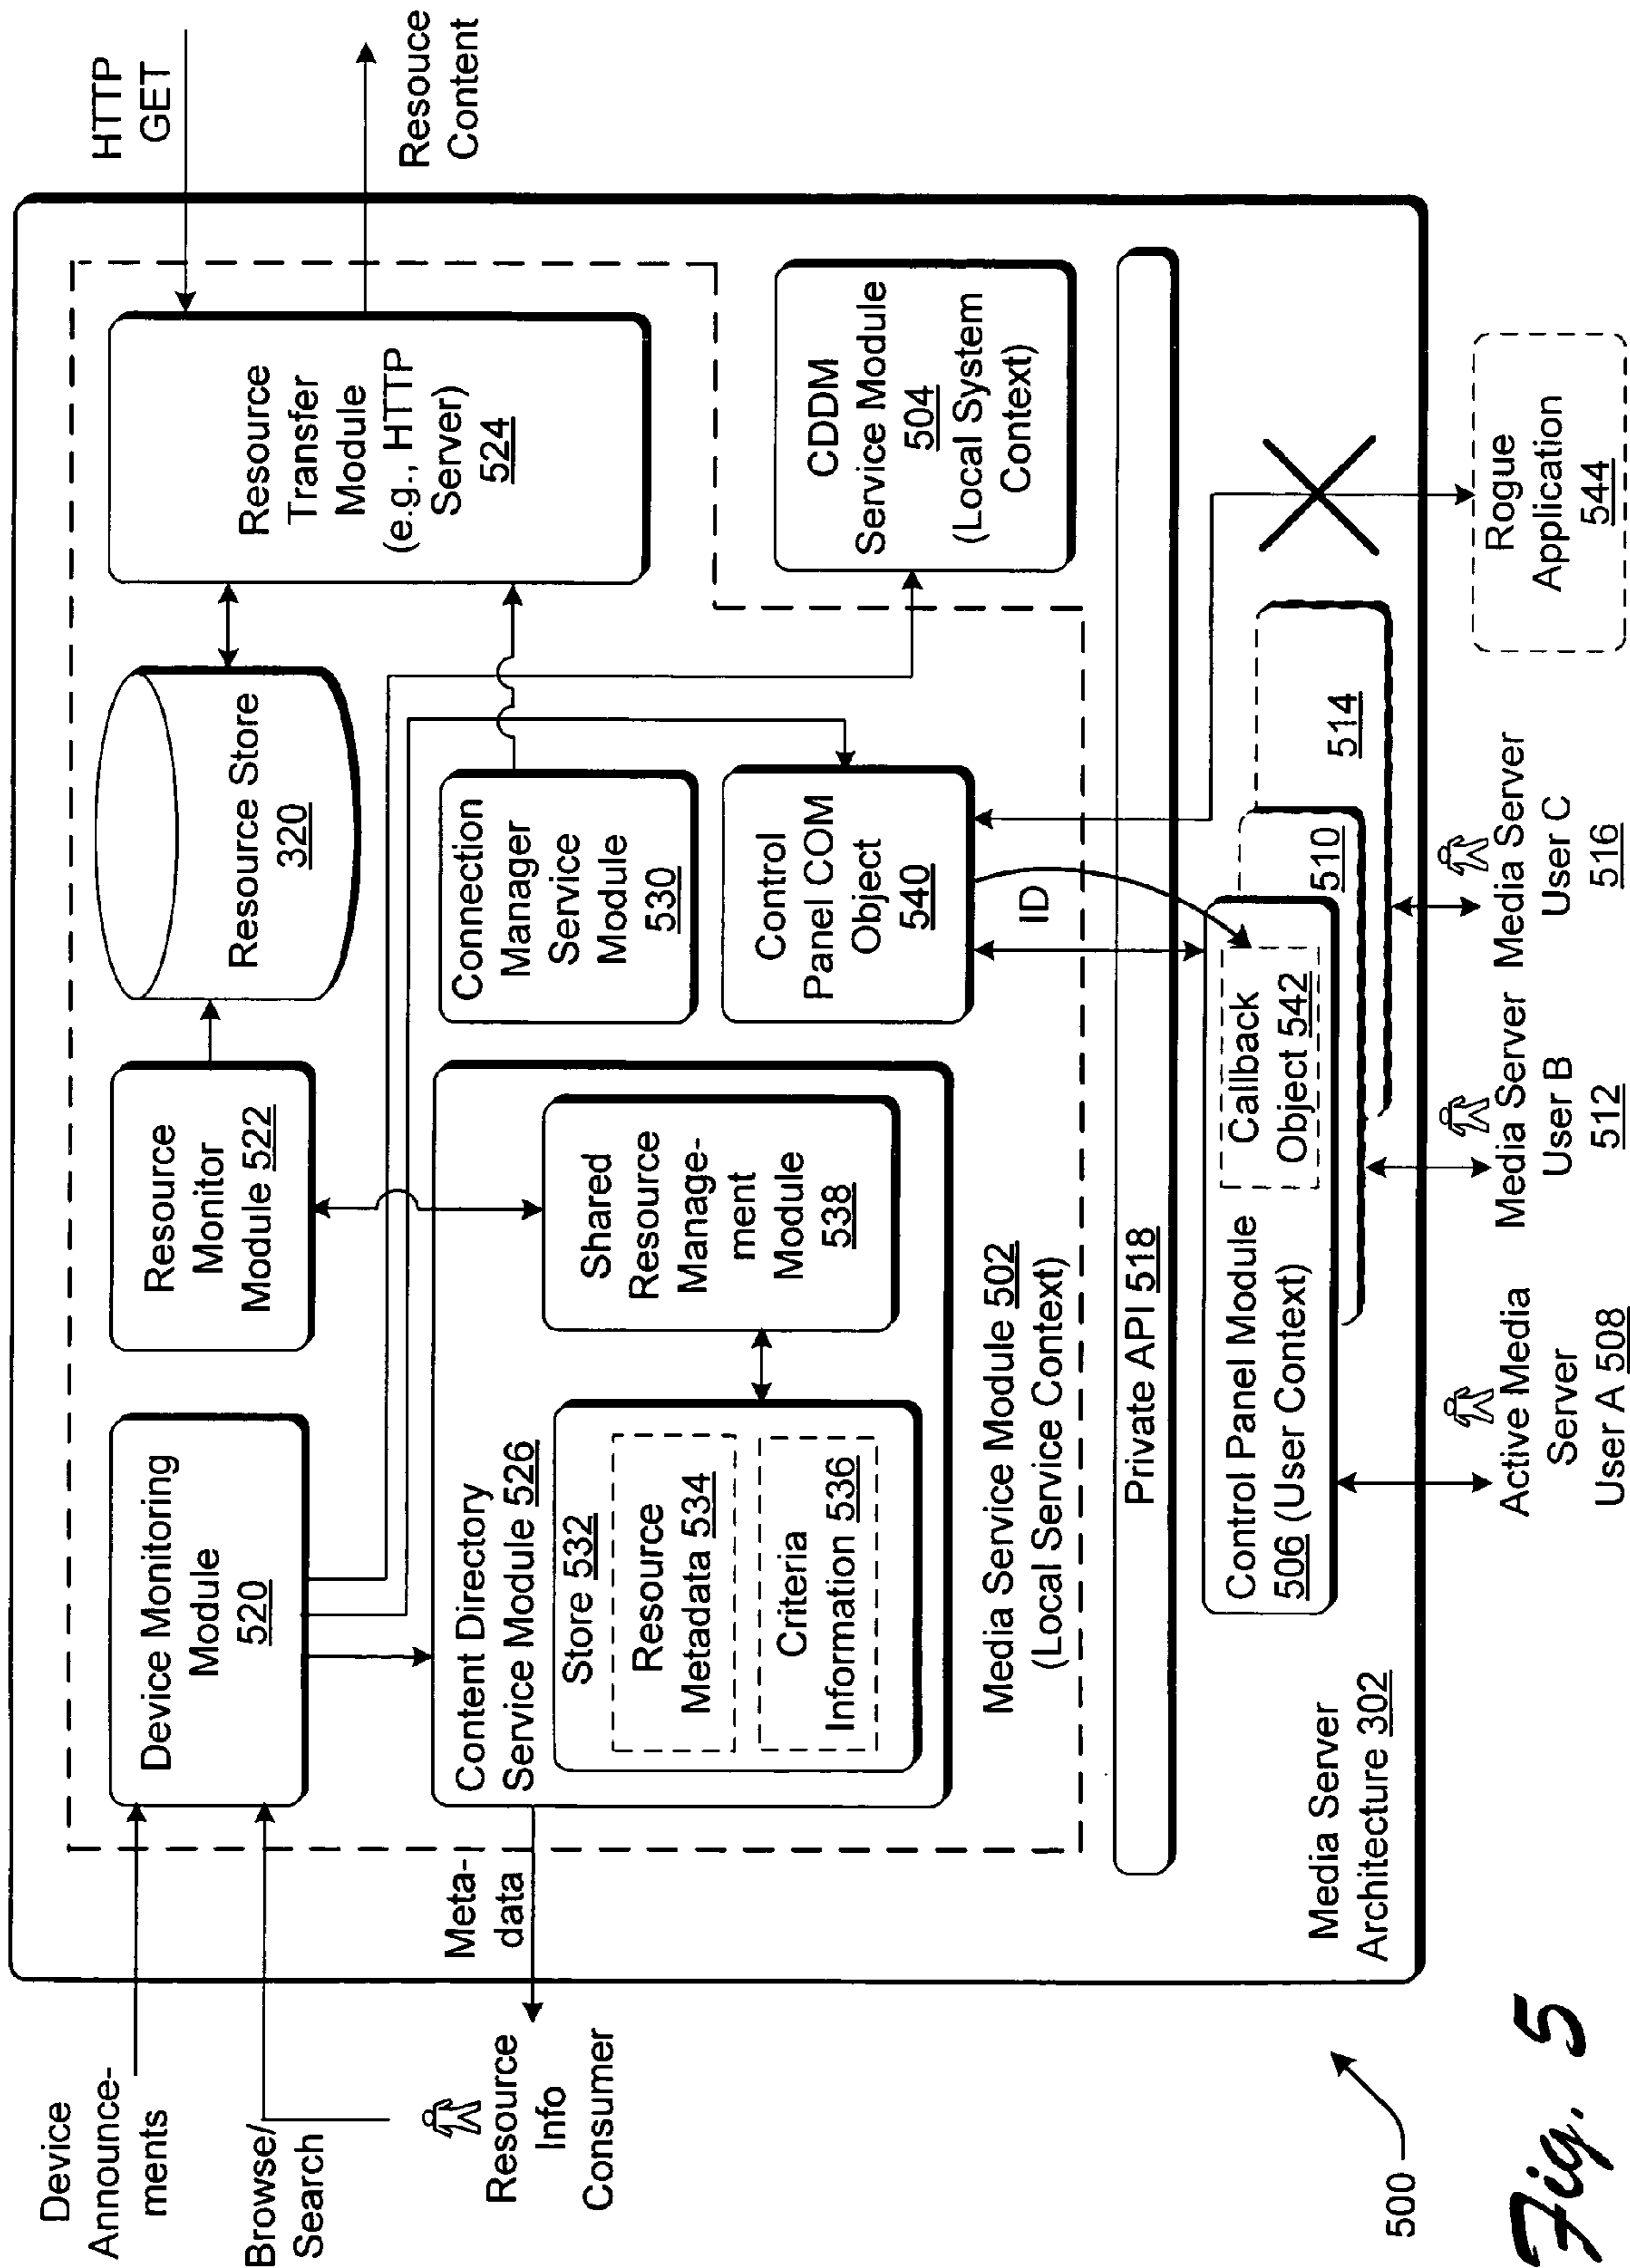 Device
Announce-
ments
Browse/
Search
Resource
Info
Consumer
Meta-
data
HTTP
GET
Resouce
Content
Device Monitoring
Module
520
Resource
Monitor
Module 522
Resource Store
320
Resource
Transfer
Module
(e.g., HTTP
Server)
524
Content Directory
Service Module 526
Store 532
Resource
Metadata 534
Criteria
Information 536
Shared
Resource
Manage-
ment
Module
538
Connection
Manager
Service
Module
530
Control
Panel COM
Object
540
CDDM
Service Module
504
(Local System
Context)
Media Service Module 502
(Local Service Context)
ID
Private API 518
Control Panel Module
506 (User Context)
Callback
Object 542
510
514
Media Server
Architecture 302
Active Media
Server
User A 508
Media Server
User B
512
Media Server
User C
516
Rogue
Application
544
500
Fig. 5